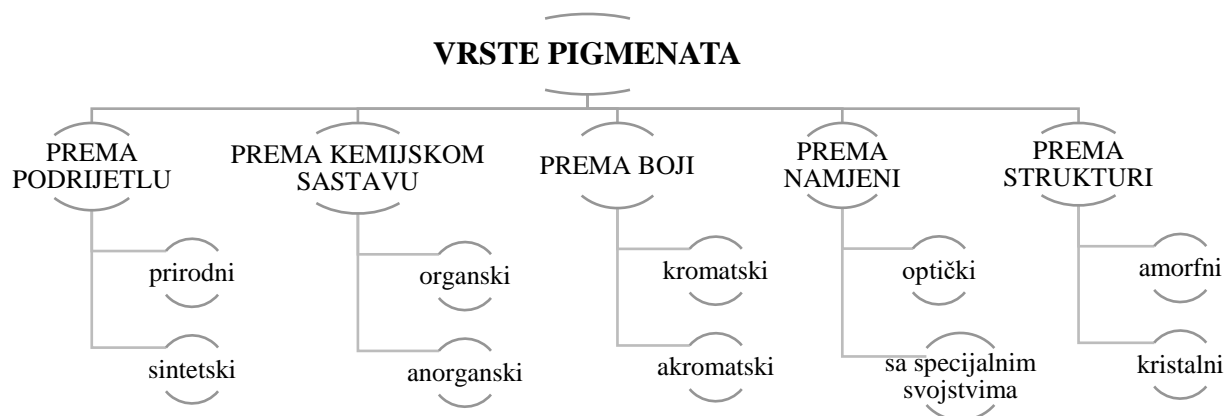 VRSTE PIGMENATA
PREMA
PODRIJETLU
PREMA KEMIJSKOM
SASTAVU
PREMA BOJI
PREMA
NAMJENI
PREMA
STRUKTURI
prirodni
organski
kromatski
optički
amorfni
sintetski
anorganski
akromatski
sa specijalnim
svojstvima
kristalni